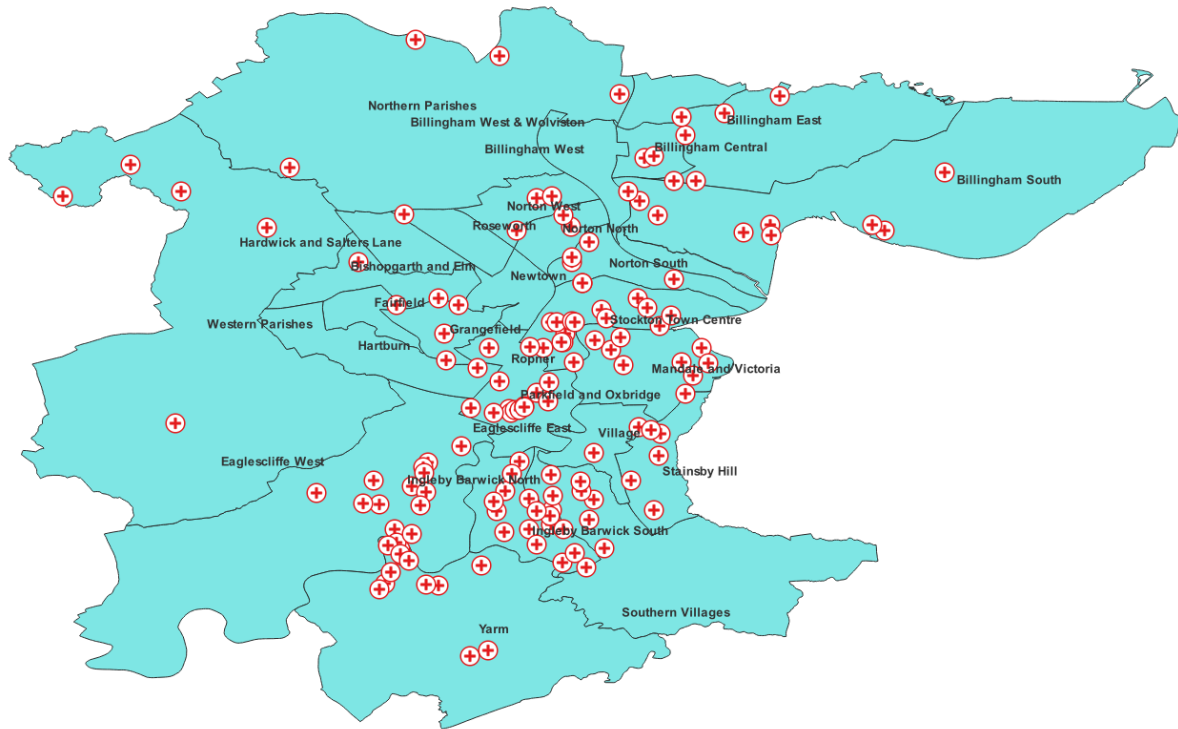 Northern Parishes
Billingham West & Wolviston
Billingham East
Billingham West
Billingham Central
Billingham South
Norton West
Roseworth
Norton North
Hardwick and Salters Lane
Bishopgarth and Elm
Norton South
Newtown
Fairfield
Western Parishes
Grangefield
Stockton Town Centre
Hartburn
Ropner
Mandale and Victoria
Parkfield and Oxbridge
Eaglescliffe East
Village
Eaglescliffe West
Stainsby Hill
Ingleby Barwick North
Ingleby Barwick South
Southern Villages
Yarm